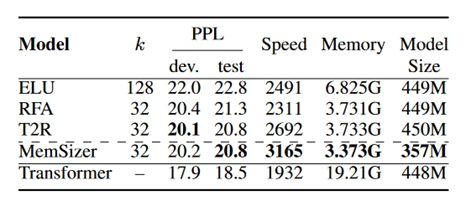 Model k PPL Speed Memory Model
dev. test Size
ELU 128 22.0 22.8 2491 6.825G 449M
RFA 32 20.4 21.3 2311 3.731G 449M
T2R 32 20.1 20.8 2692 3.733G 450M
MemSizer 32 20.2 20.8 3165 3.373G 357M
Transformer – 17.9 18.5 1932 19.21G 448M